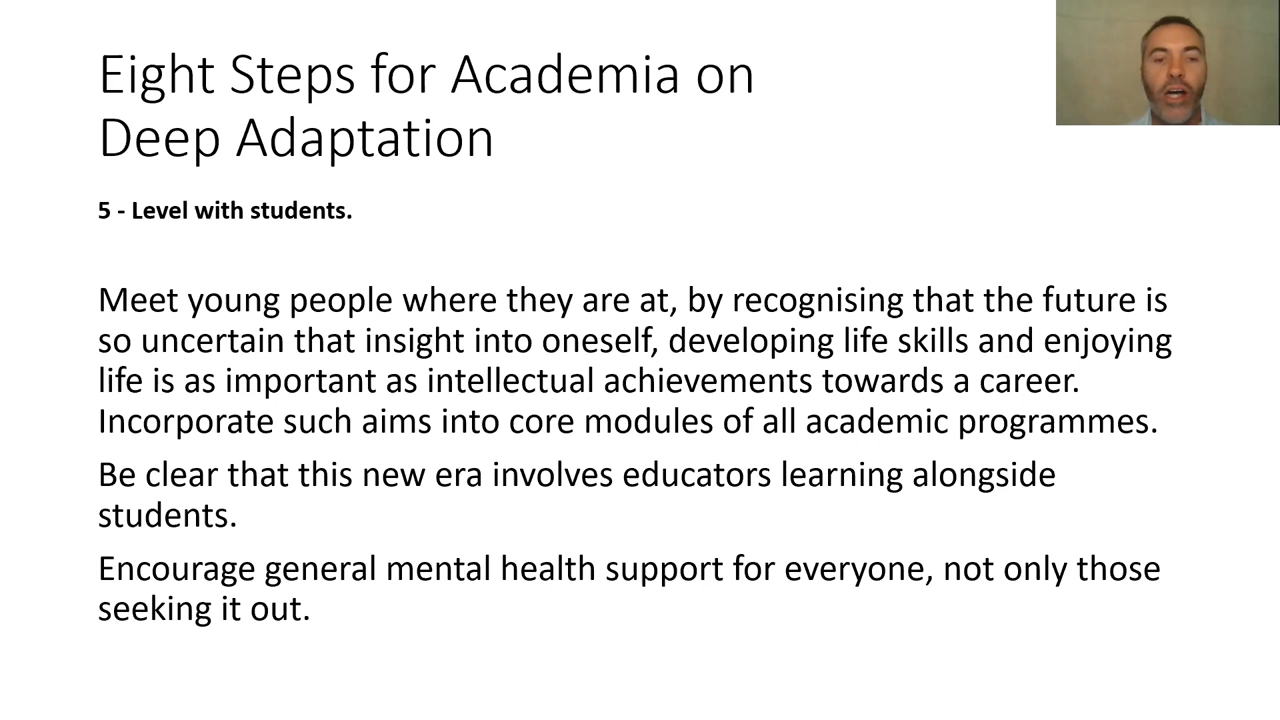 Eight Steps for Academia on
Deep Adaptation
5 - Level with students.
Meet young people where they are at, by recognising that the future is
so uncertain that insight into oneself, developing life skills and enjoying
life is as important as intellectual achievements towards a career.
Incorporate such aims into core modules of all academic programmes.
Be clear that this new era involves educators learning alongside
students.
Encourage general mental health support for everyone, not only those
seeking it out.